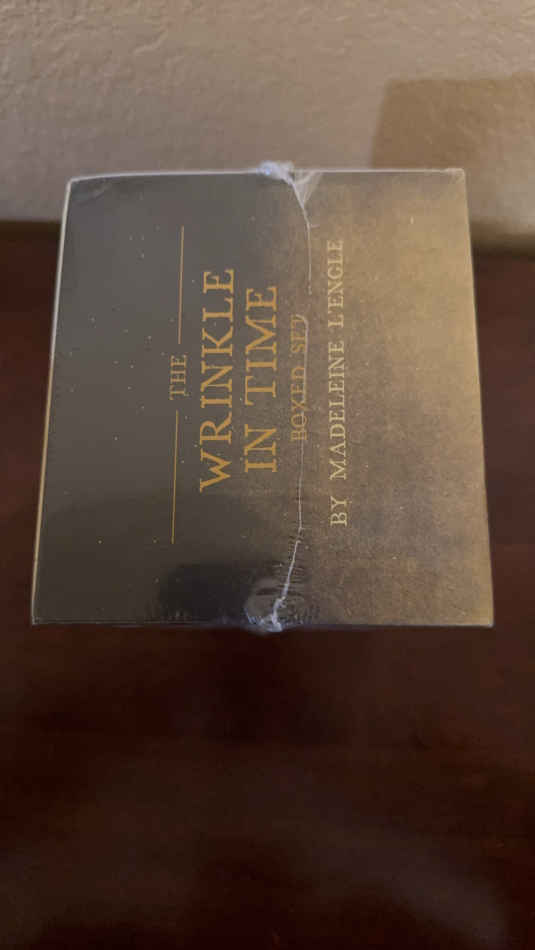 THE
WRINKLE
IN TIME
BOXED SET
BY MADELEINE L'ENGLE